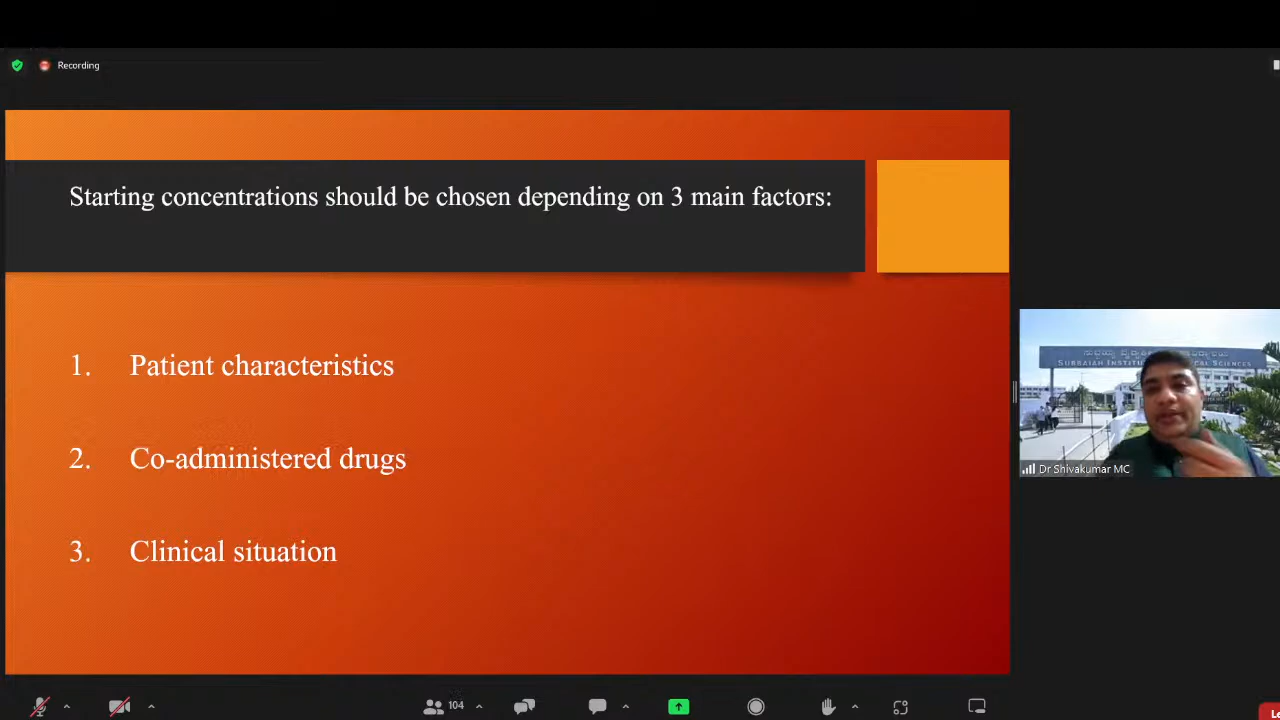 Recording
Starting concentrations should be chosen depending on 3 main factors:
1. Patient characteristics
2. Co-administered drugs
3. Clinical situation
Dr Shivakumar MC
104